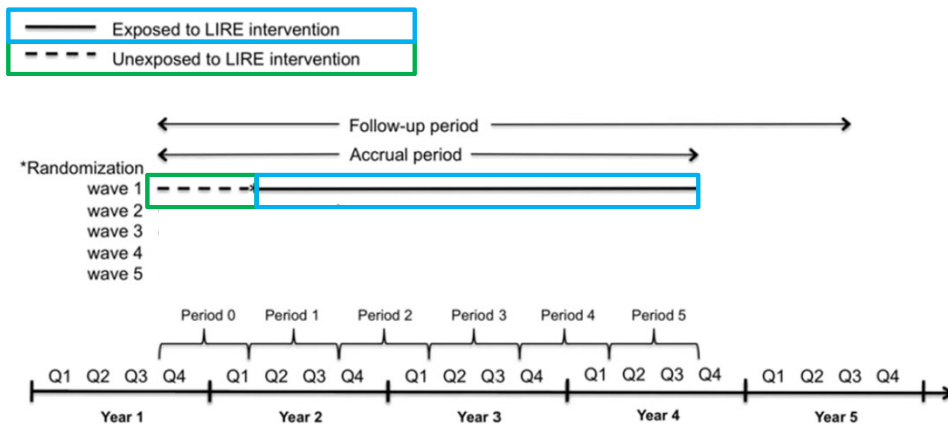 Exposed to LIRE intervention
Unexposed to LIRE intervention
Follow-up period
Accrual period
*Randomization
wave 1
wave 2
wave 3
wave 4
wave 5
Period 0 Period 1 Period 2 Period 3 Period 4 Period 5
Q1 Q2 Q3 Q4 Q1 Q2 Q3 Q4 Q1 Q2 Q3 Q4 Q1 Q2 Q3 Q4 Q1 Q2 Q3 Q4
Year 1 Year 2 Year 3 Year 4 Year 5